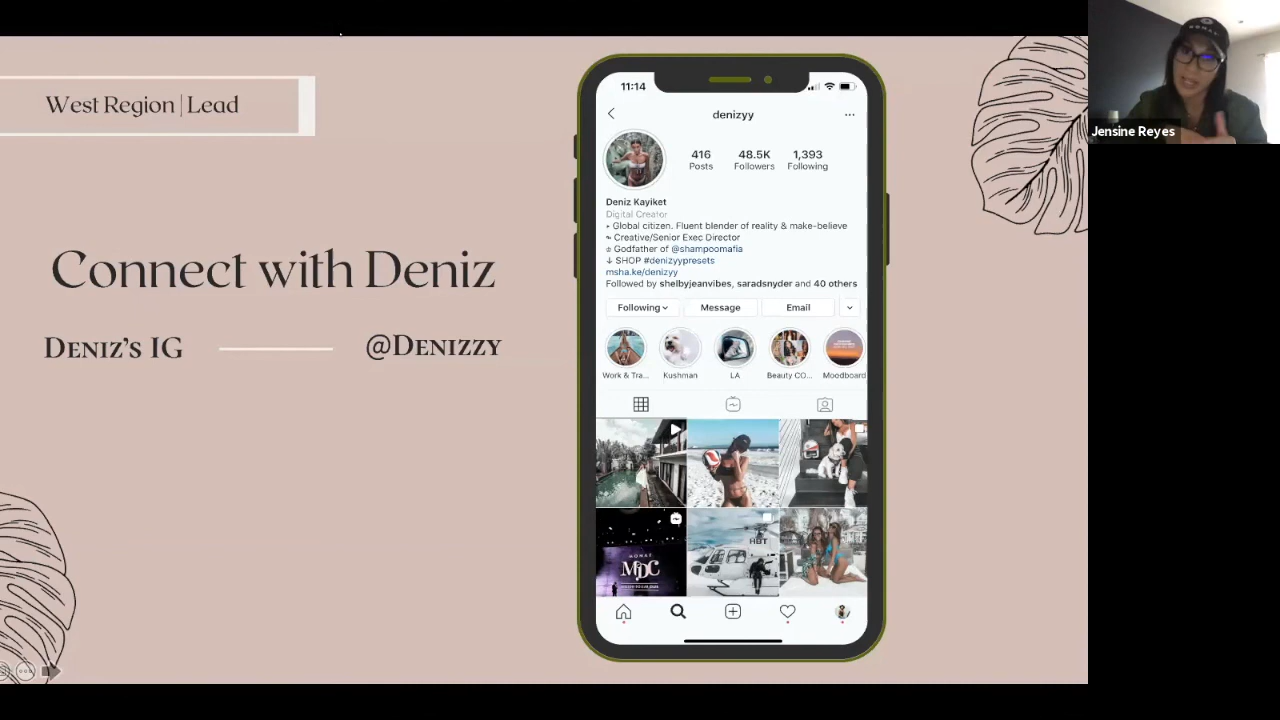 West Region | Lead
Connect with Deniz
DENIZ'S IG
@DENIZZY
11:14
denizyy
416
Posts
48.5K
Followers
1,393
Following
Deniz Kayiket
Digital Creator
Global citizen. Fluent blender of reality & make-believe
Creative/Senior Exec Director
Godfather of @shampoomafia
↓ SHOP #denizyypresets
msha.ke/denizyy
Followed by shelbyjeanvibes, saradsnyder and 40 others
Following
Message
Email
Work & Tra...
Kushman
LA
Beauty CO...
Moodboard
MONAT
MDC
HBT
Jensine Reyes